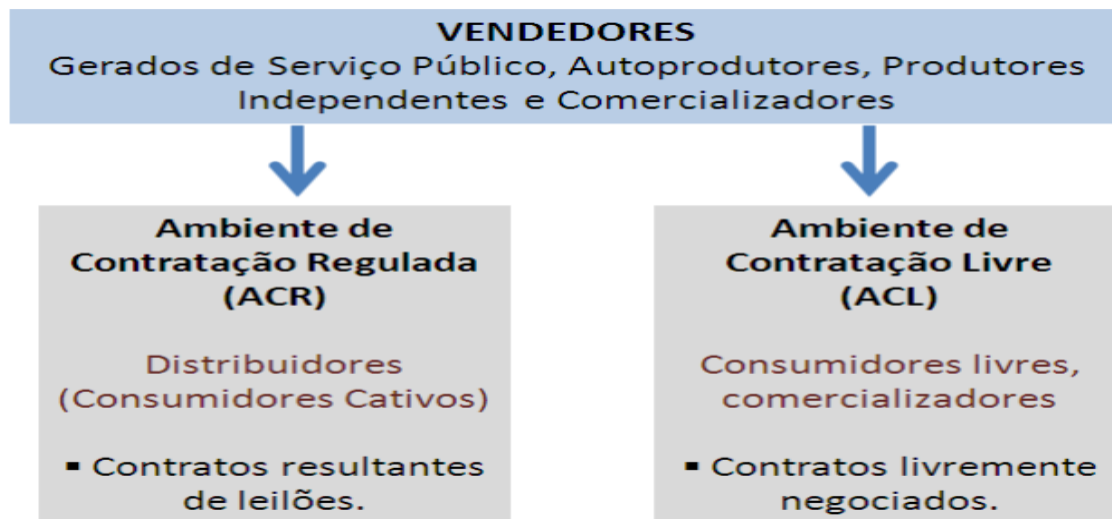 VENDEDORES
Gerados de Serviço Público, Autoprodutores, Produtores
Independentes e Comercializadores
Ambiente de
Contratação Regulada
(ACR)
Distribuidores
(Consumidores Cativos)
▪ Contratos resultantes
de leilões.
Ambiente de
Contratação Livre
(ACL)
Consumidores livres,
comercializadores
▪ Contratos livremente
negociados.